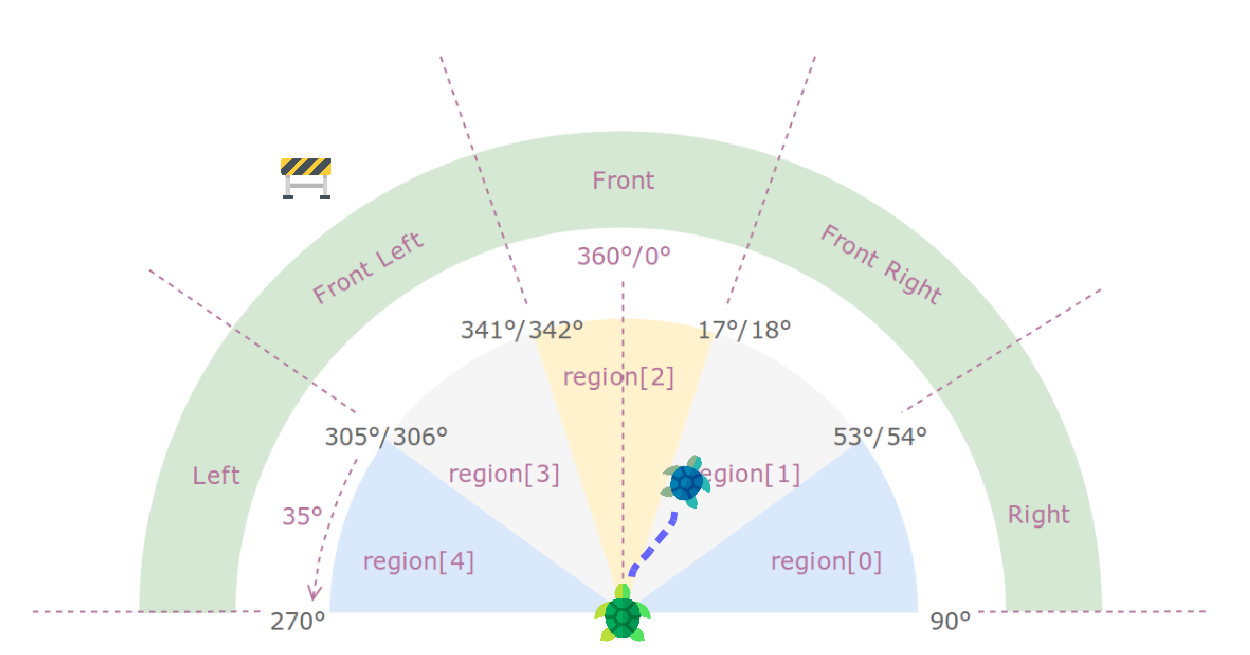 Front
Front Left
Front Right
360º/0º
341º/342º
17º/18º
region[2]
305º/306º
53º/54º
region[3]
region[1]
Left
35º
Right
region[4]
region[0]
270º
90º